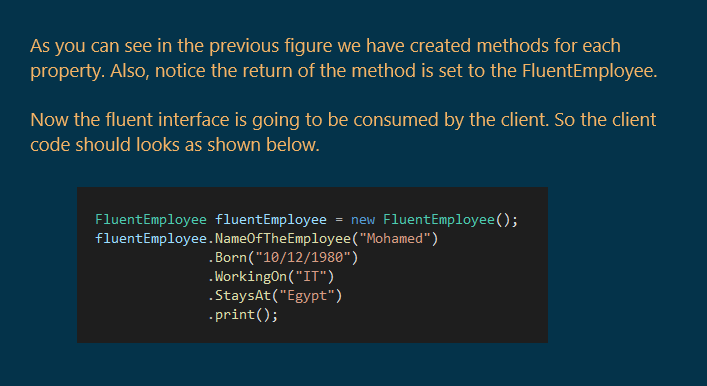 As you can see in the previous figure we have created methods for each
property. Also, notice the return of the method is set to the FluentEmployee.
Now the fluent interface is going to be consumed by the client. So the client
code should looks as shown below.
FluentEmployee fluentEmployee = new FluentEmployee();
fluentEmployee.NameOfTheEmployee("Mohamed")
.Born("10/12/1980")
.WorkingOn("IT")
.StaysAt("Egypt")
.print();